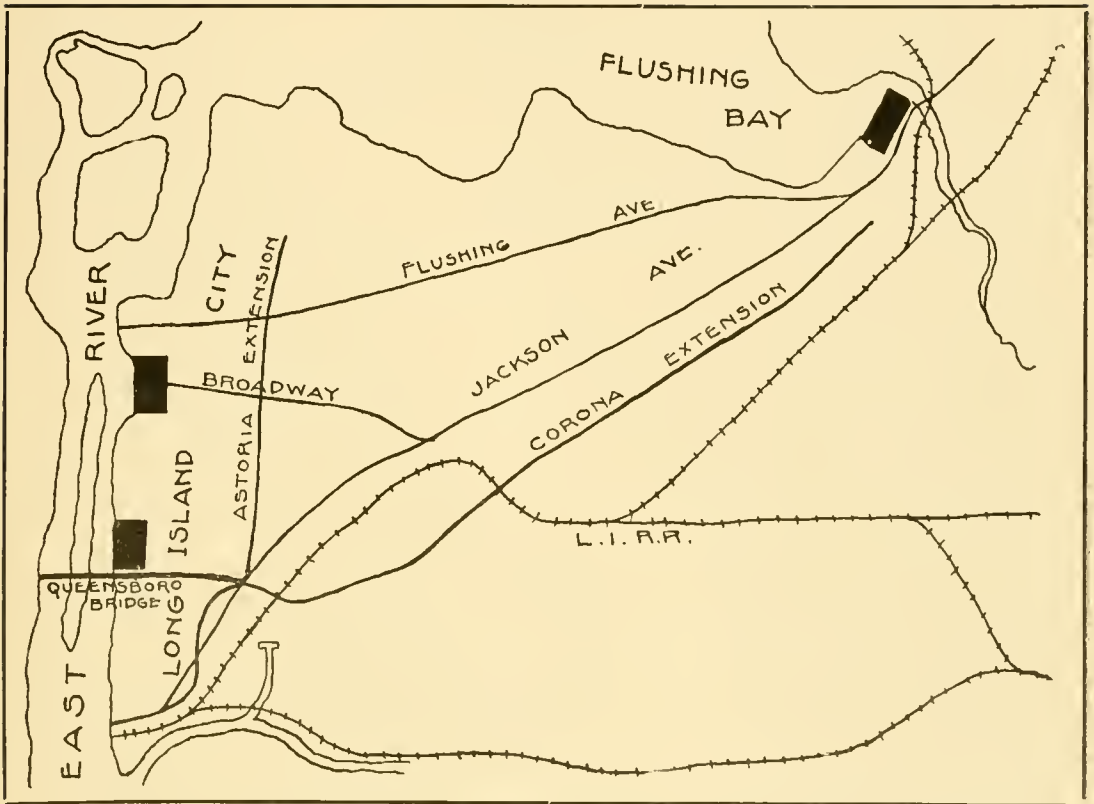 FLUSHING
BAY
FLUSHING AVE.
CITY
EXTENSION
RIVER
AVE.
JACKSON
EXTENSION
BROADWAY
CORONA
ASTORIA
ISLAND
L.I.R.R.
QUEENSBORO
BRIDGE
LONG
EAST